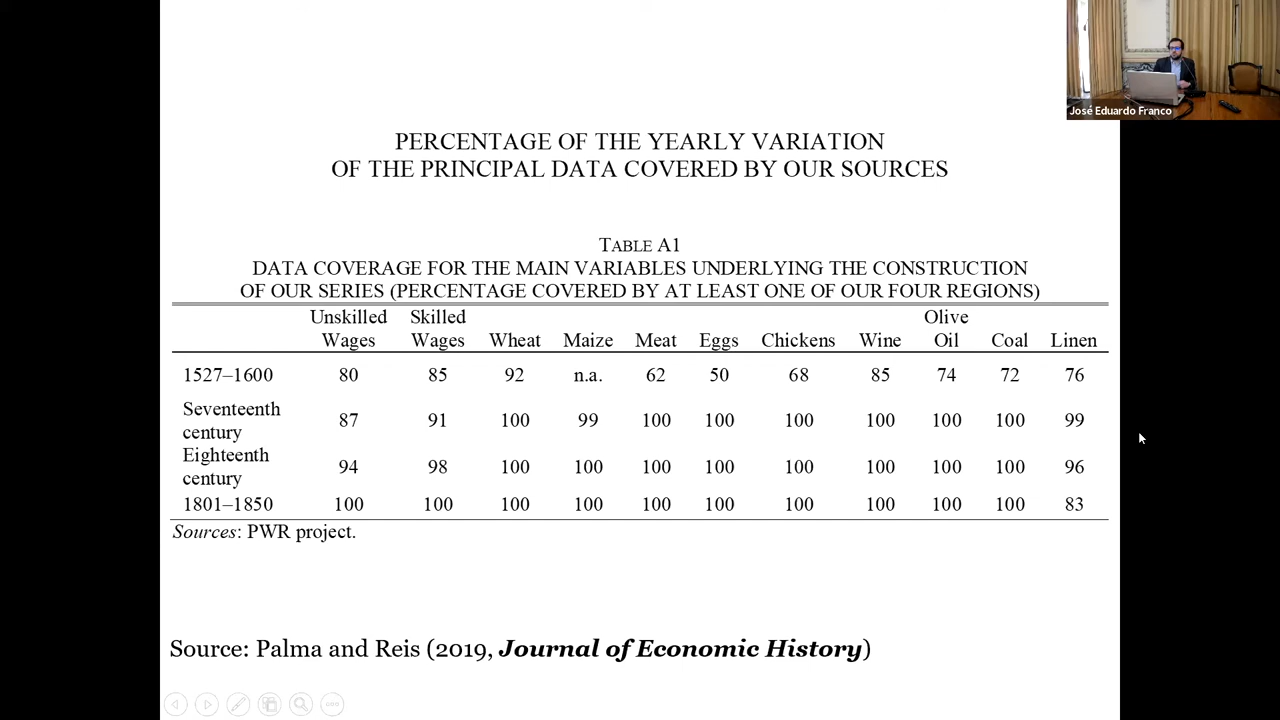 José Eduardo Franco
PERCENTAGE OF THE YEARLY VARIATION
OF THE PRINCIPAL DATA COVERED BY OUR SOURCES
TABLE A1
DATA COVERAGE FOR THE MAIN VARIABLES UNDERLYING THE CONSTRUCTION
OF OUR SERIES (PERCENTAGE COVERED BY AT LEAST ONE OF OUR FOUR REGIONS)
Unskilled Skilled Olive
Wages Wages Wheat Maize Meat Eggs Chickens Wine Oil Coal Linen
1527–1600 80 85 92 n.a. 62 50 68 85 74 72 76
Seventeenth
century 87 91 100 99 100 100 100 100 100 100 99
Eighteenth
century 94 98 100 100 100 100 100 100 100 100 96
1801–1850 100 100 100 100 100 100 100 100 100 100 83
Sources: PWR project.
Source: Palma and Reis (2019, Journal of Economic History)